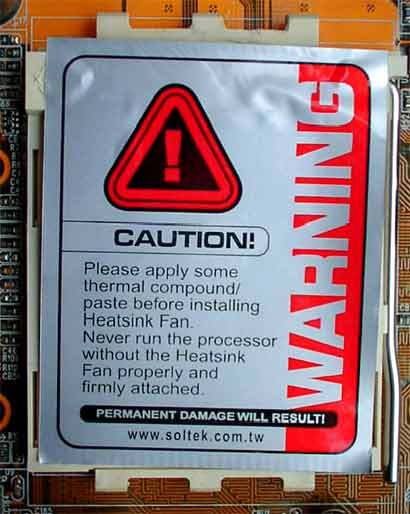 WARNING
!
CAUTION!
Please apply some
thermal compound/
paste before installing
Heatsink Fan.
Never run the processor
without the Heatsink
Fan properly and
firmly attached.
PERMANENT DAMAGE WILL RESULT!
www.soltek.com.tw